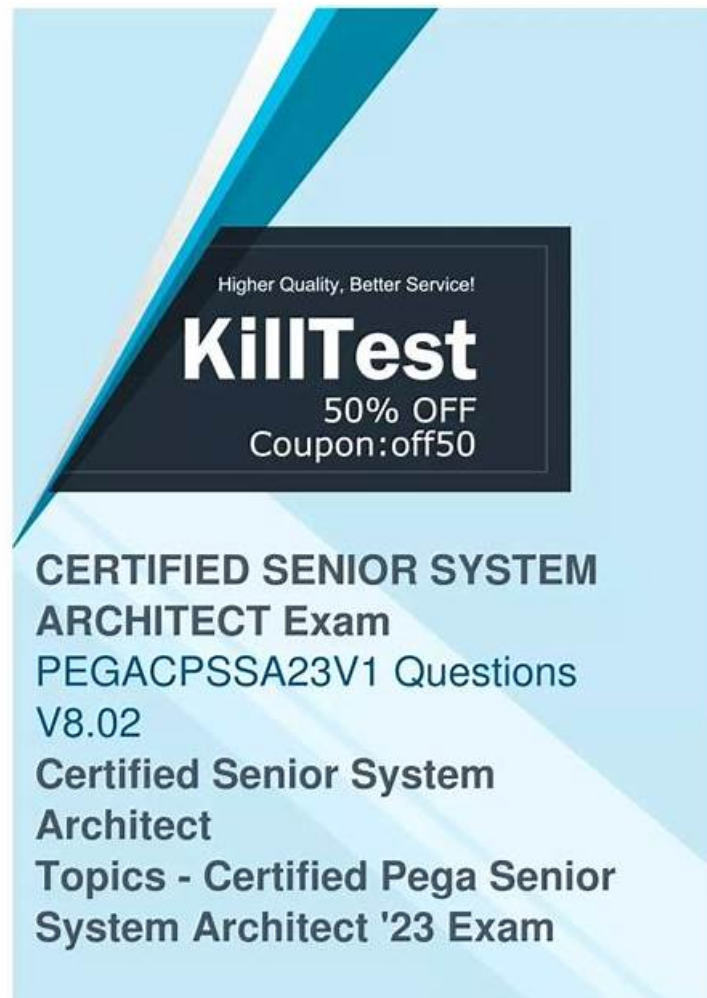 Higher Quality, Better Service!
KillTest
50% OFF
Coupon:off50
CERTIFIED SENIOR SYSTEM
ARCHITECT Exam
PEGACPSSA23V1 Questions
V8.02
Certified Senior System
Architect
Topics - Certified Pega Senior
System Architect '23 Exam